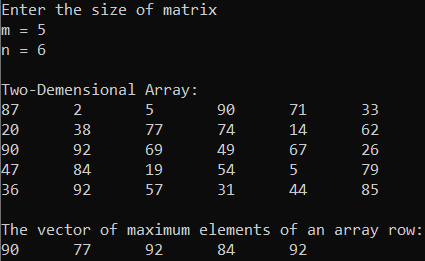 Enter the size of matrix
m = 5
n = 6
Two-Demensional Array:
87 2 5 90 71 33
20 38 77 74 14 62
90 92 69 49 67 26
47 84 19 54 5 79
36 92 57 31 44 85
The vector of maximum elements of an array row:
90 77 92 84 92